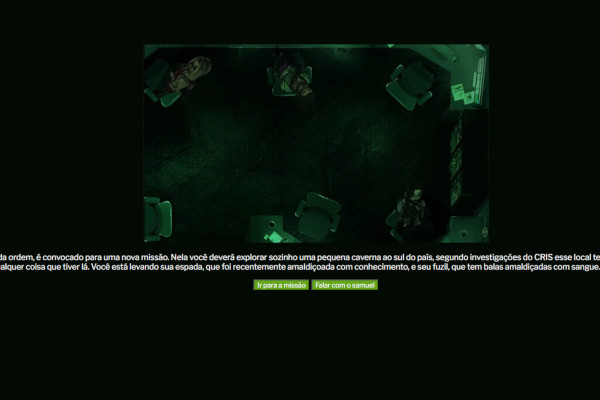 da ordem, é convocado para uma nova missão. Nela você deverá explorar sozinho uma pequena caverna ao sul do país, segundo investigações do CRIS esse local te
alquer coisa que tiver lá. Você está levando sua espada, que foi recentemente amaldiçoada com conhecimento, e seu fuzil, que tem balas amaldiçadas com sangue.
Ir para a missão Falar com o samuel